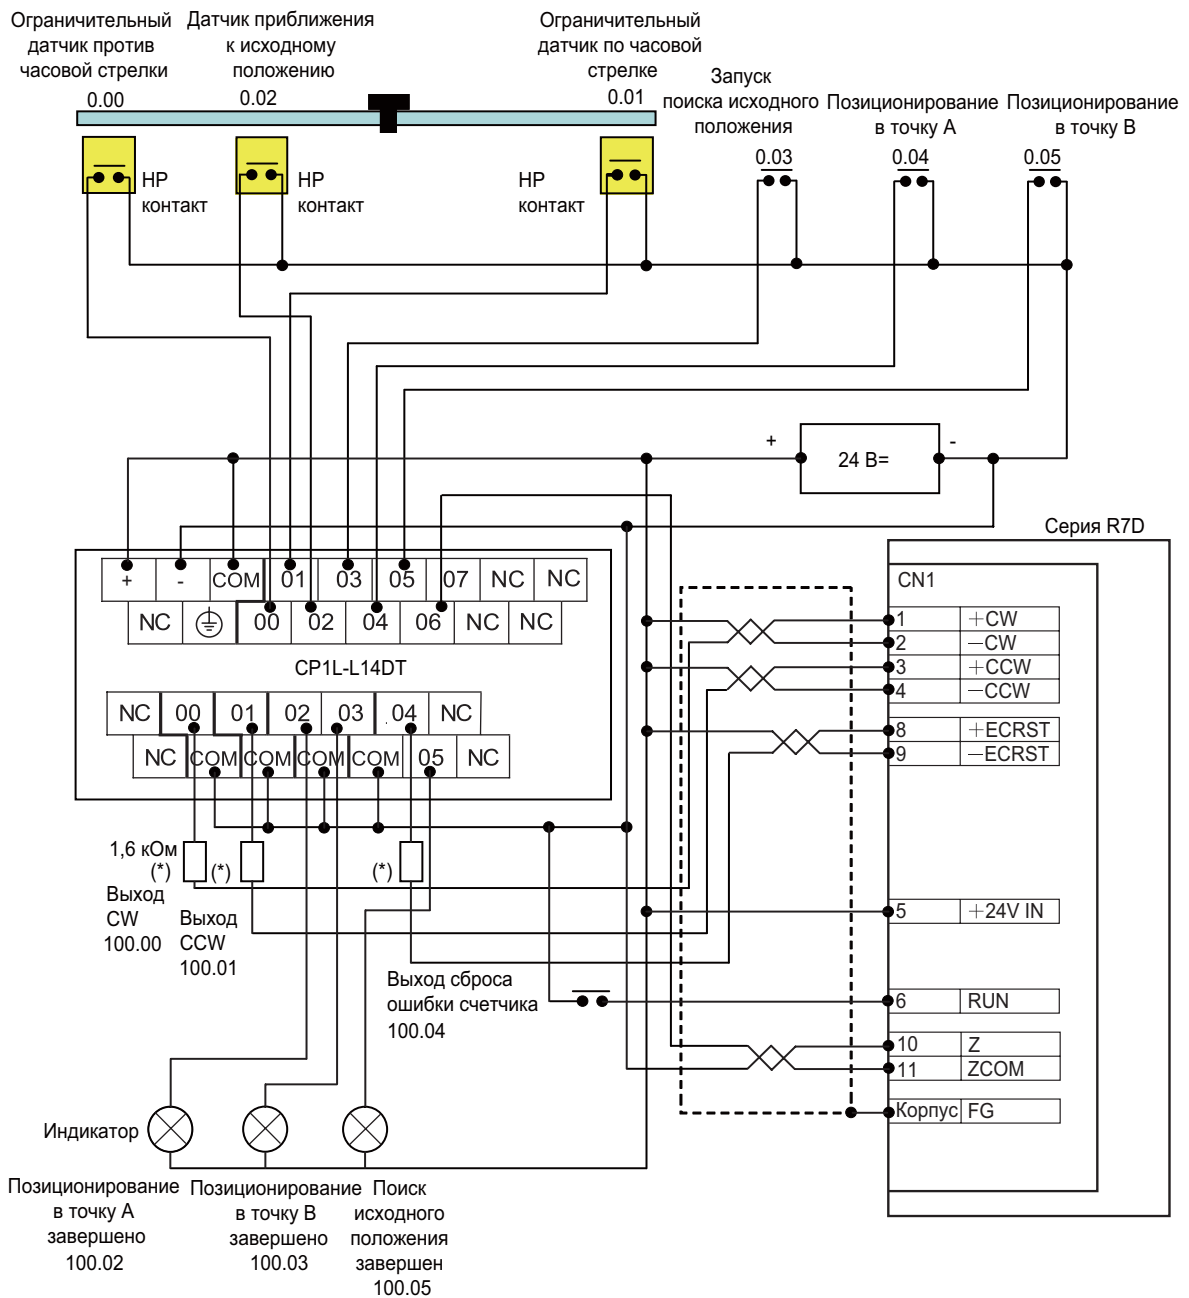 Ограничительный
датчик против
часовой стрелки
0.00
Датчик приближения
к исходному
положению
0.02
Ограничительный
датчик по часовой
стрелке
0.01
Запуск
поиска исходного
положения
0.03
Позиционирование
в точку A
0.04
Позиционирование
в точку B
0.05
НР
контакт
НР
контакт
НР
контакт
+
24 В=
-
Серия R7D
+ - COM 01 03 05 07 NC NC
NC 00 02 04 06 NC NC
CP1L-L14DT
NC 00 01 02 03 04 NC
NC COM COM COM COM 05 NC
CN1
1 +CW
2 −CW
3 +CCW
4 −CCW
8 +ECRST
9 −ECRST
5 +24V IN
6 RUN
10 Z
11 ZCOM
Корпус FG
1,6 кОм
(*)
(*)
(*)
Выход
CW
100.00
Выход
CCW
100.01
Выход сброса
ошибки счетчика
100.04
Индикатор
Позиционирование
в точку A
завершено
100.02
Позиционирование
в точку B
завершено
100.03
Поиск
исходного
положения
завершен
100.05